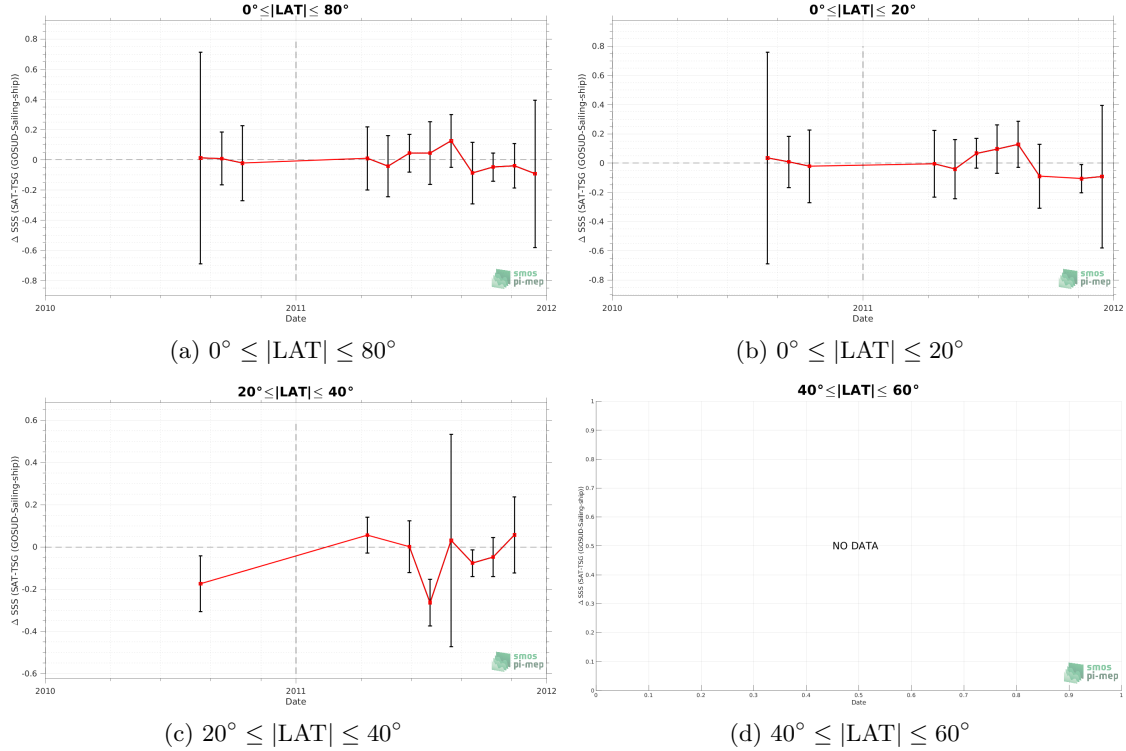 0°≤|LAT|≤ 80°
Δ SSS (SAT-TSG (GOSUD-Sailing-ship))
0.8
0.6
0.4
0.2
0
-0.2
-0.4
-0.6
-0.8
2010
2011
2012
Date
smos
pi-mep
(a) 0° ≤ |LAT| ≤ 80°
0°≤|LAT|≤ 20°
Δ SSS (SAT-TSG (GOSUD-Sailing-ship))
0.8
0.6
0.4
0.2
0
-0.2
-0.4
-0.6
-0.8
2010
2011
2012
Date
smos
pi-mep
(b) 0° ≤ |LAT| ≤ 20°
20°≤|LAT|≤ 40°
Δ SSS (SAT-TSG (GOSUD-Sailing-ship))
0.6
0.4
0.2
0
-0.2
-0.4
-0.6
2010
2011
2012
Date
smos
pi-mep
(c) 20° ≤ |LAT| ≤ 40°
40°≤|LAT|≤ 60°
Δ SSS (SAT-TSG (GOSUD-Sailing-ship))
1
0.9
0.8
0.7
0.6
0.5
0.4
0.3
0.2
0.1
0
NO DATA
0 0.1 0.2 0.3 0.4 0.5 0.6 0.7 0.8 0.9 1
Date
smos
pi-mep
(d) 40° ≤ |LAT| ≤ 60°